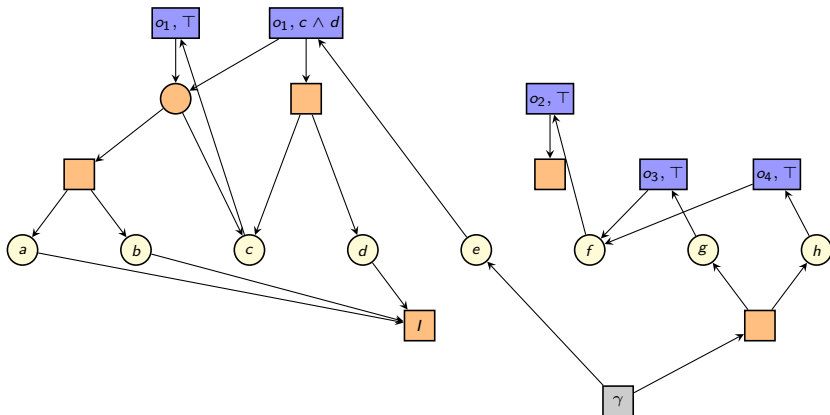 o₁, ⊤
o₁, c ∧ d
o₂, ⊤
o₃, ⊤
o₄, ⊤
a
b
c
d
e
f
g
h
I
γ